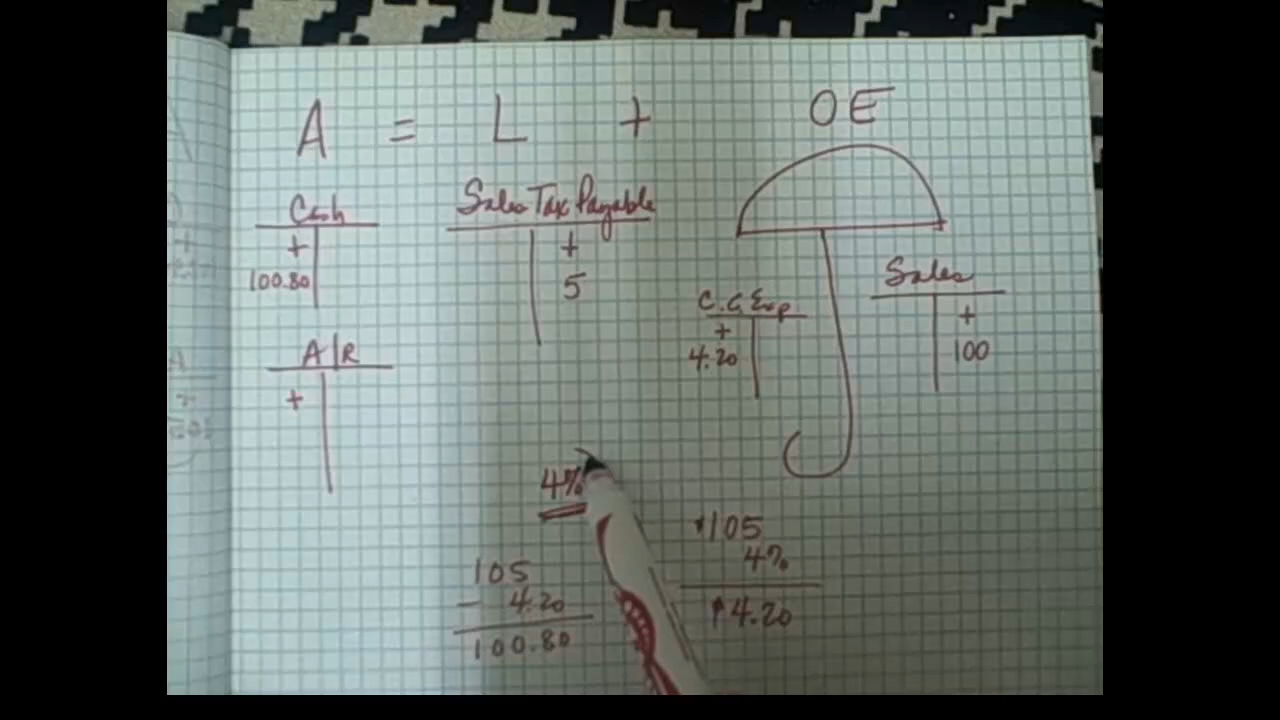 A = L + OE
Cash
+
100.80
A/R
+
Sales Tax Payable
+
5
C.C. Exp
+
4.20
Sales
+
100
4%
105
- 4.20
100.80
$105
4%
$4.20